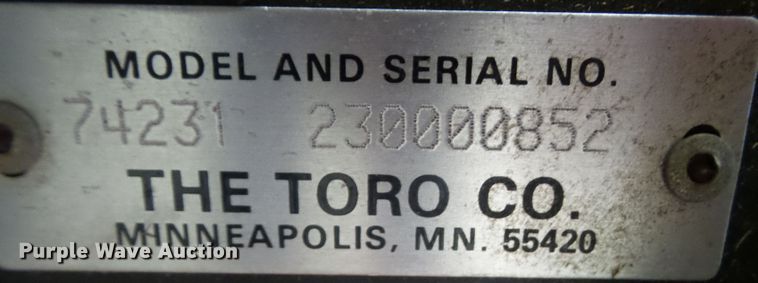 MODEL AND SERIAL NO.
74231 230000852
THE TORO CO.
MINNEAPOLIS, MN. 55420
Purple Wave Auction